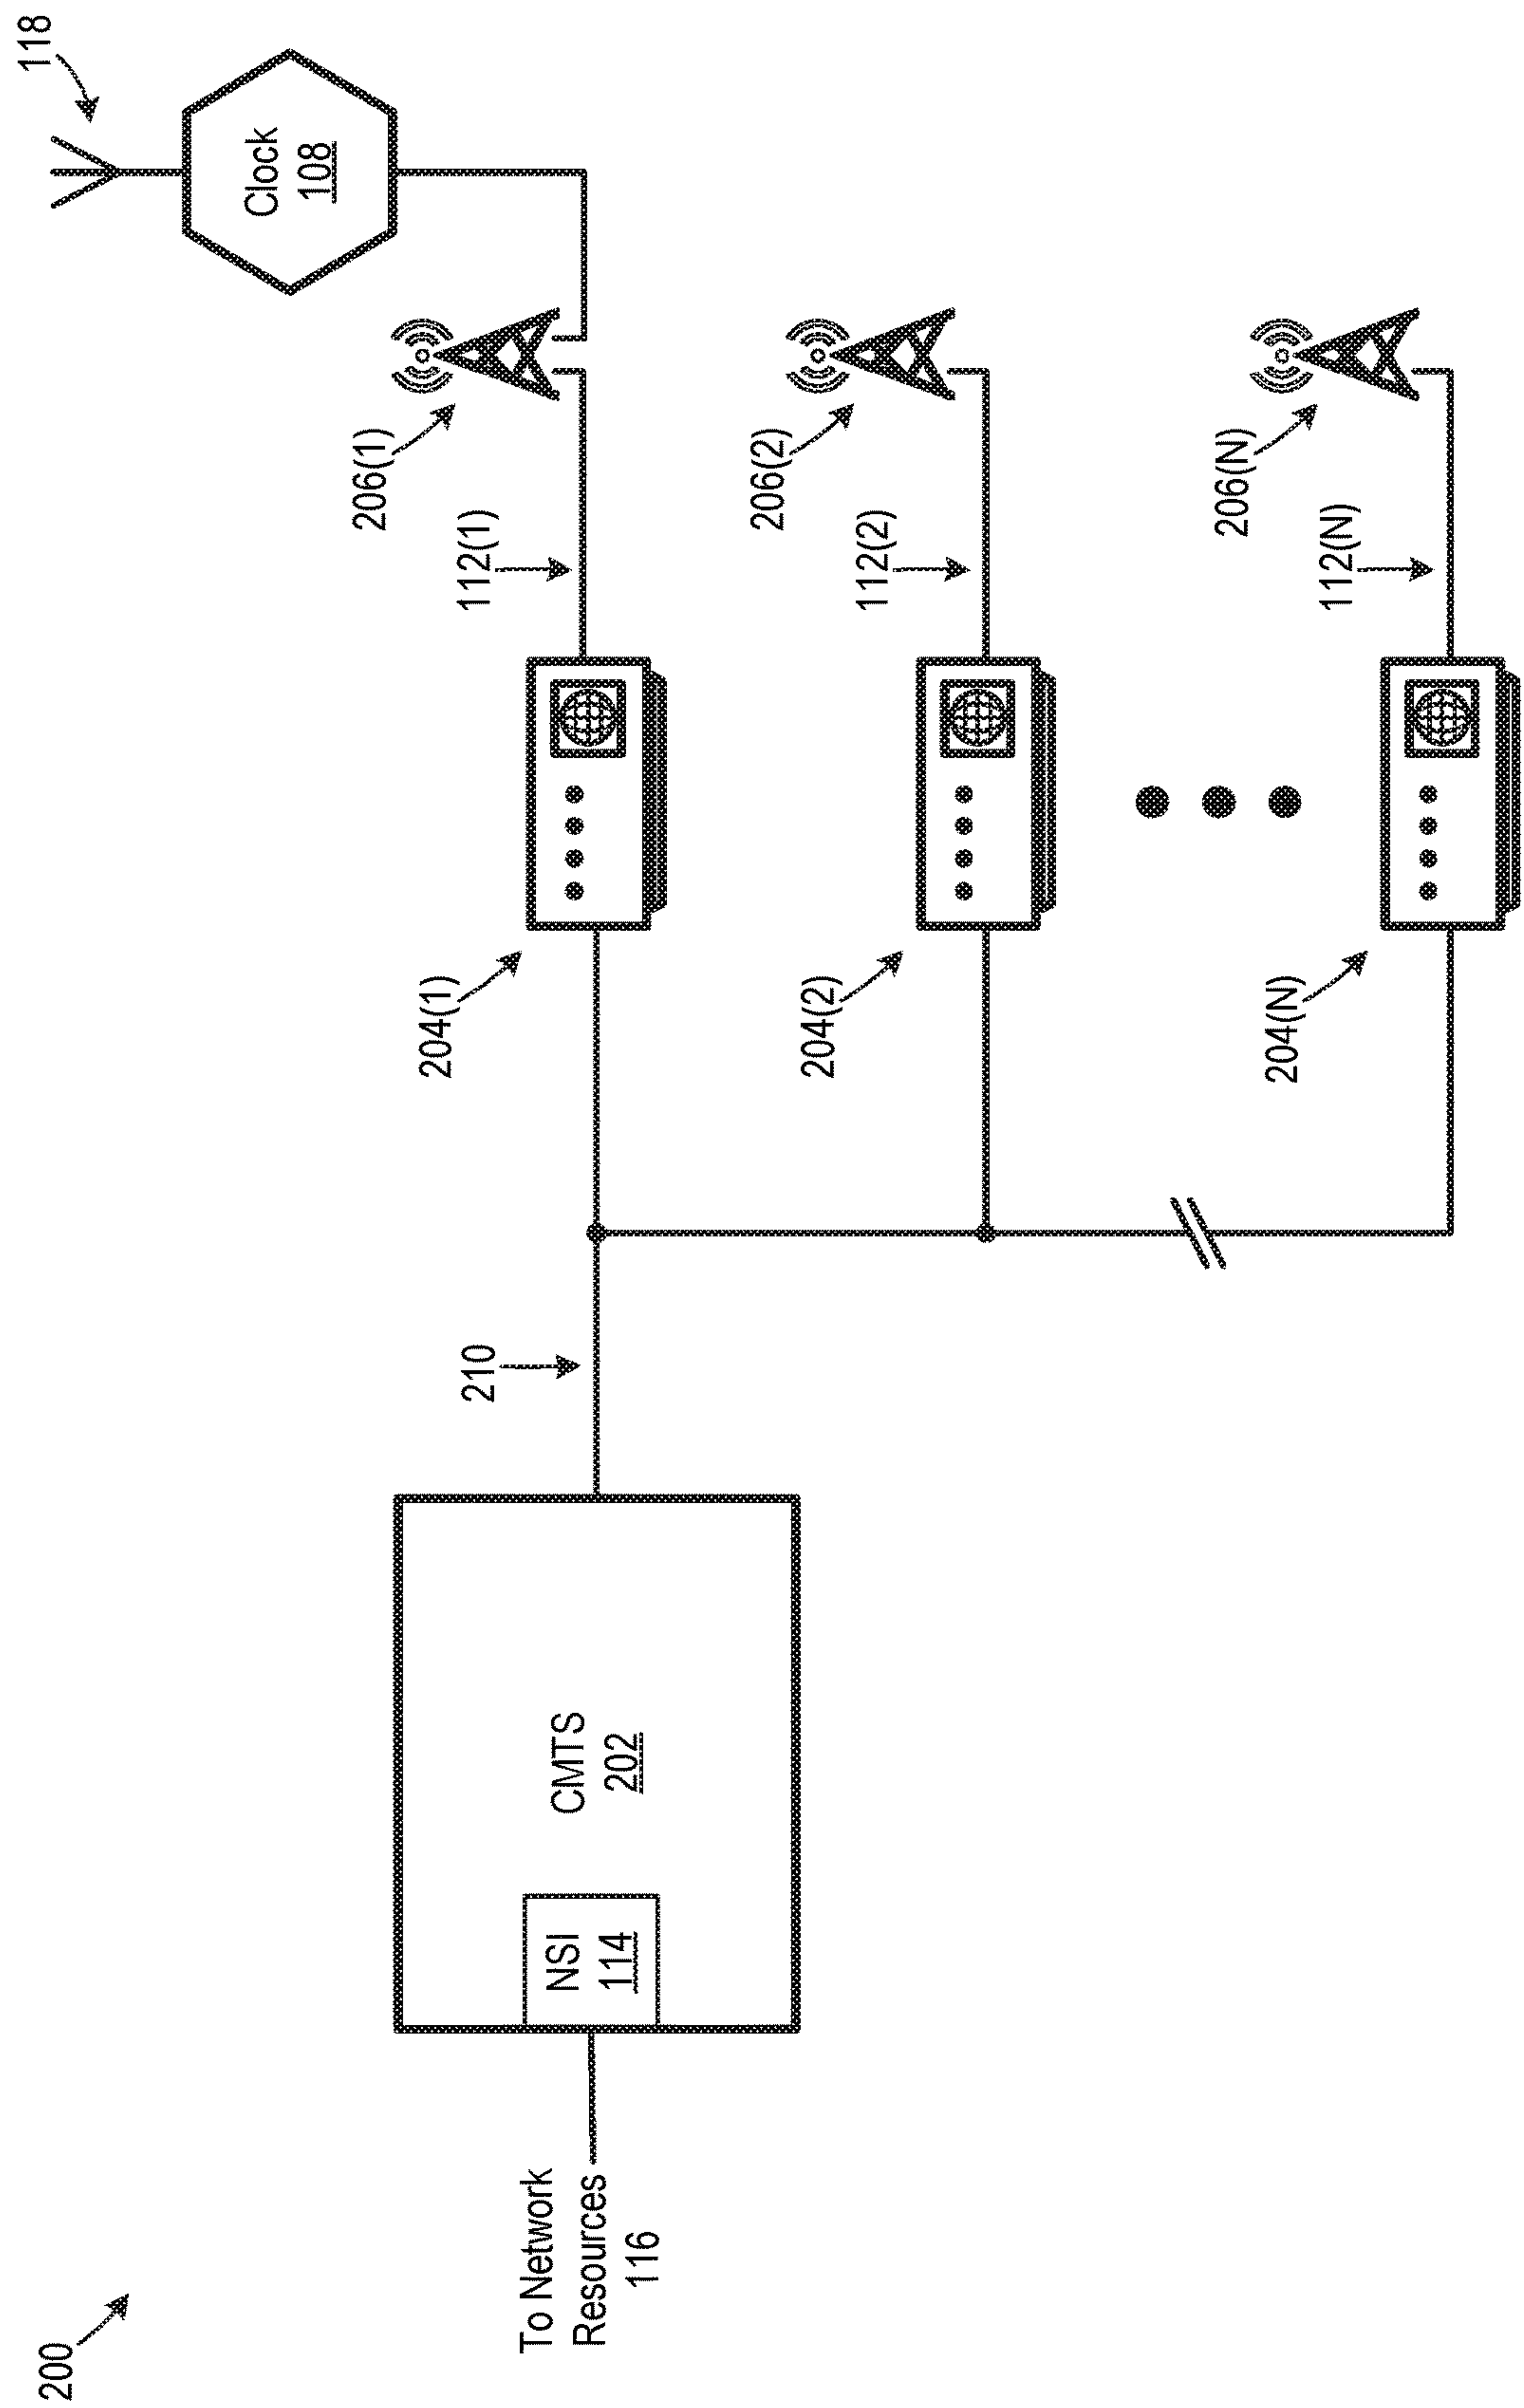 200
To Network
Resources
116
NSI
114
CMTS
202
210
204(1)
112(1)
206(1)
118
Clock
108
204(2)
112(2)
206(2)
204(N)
112(N)
206(N)